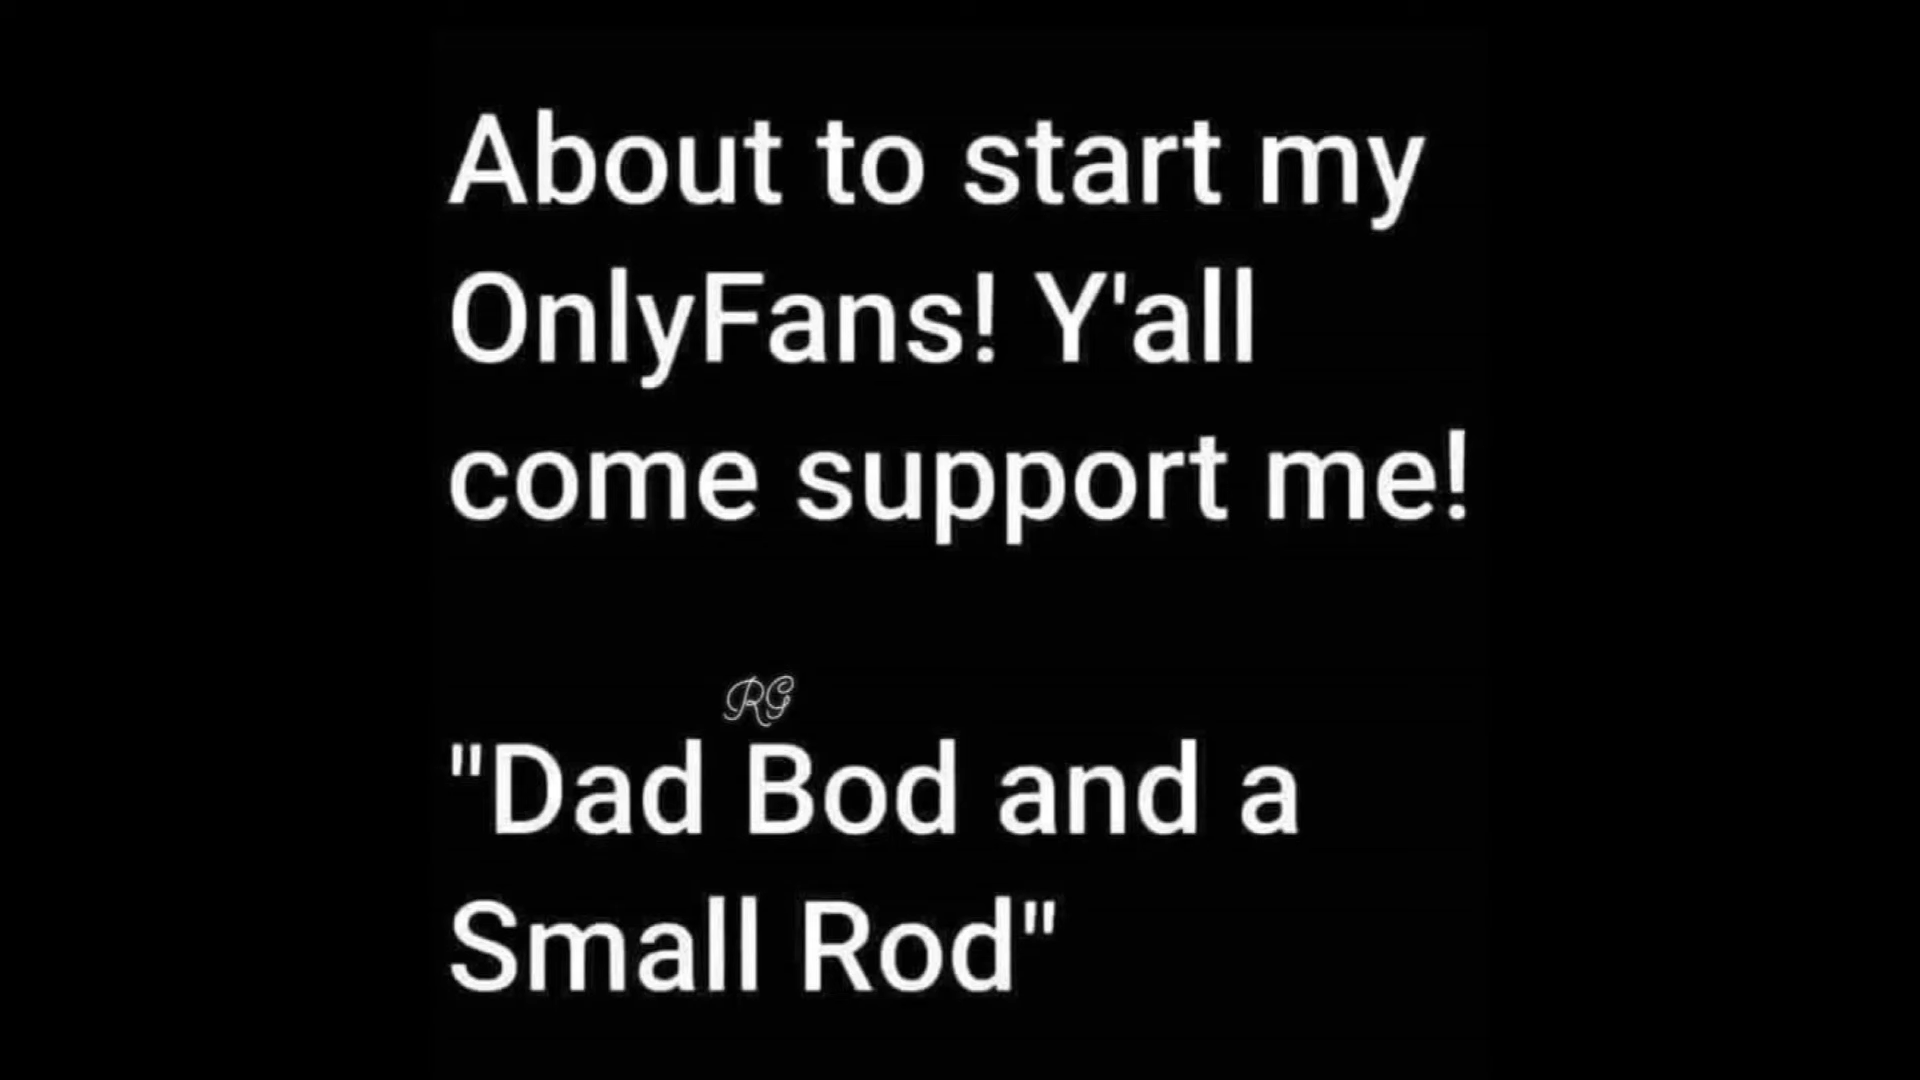 About to start my
OnlyFans! Y'all
come support me!
RG
"Dad Bod and a
Small Rod"